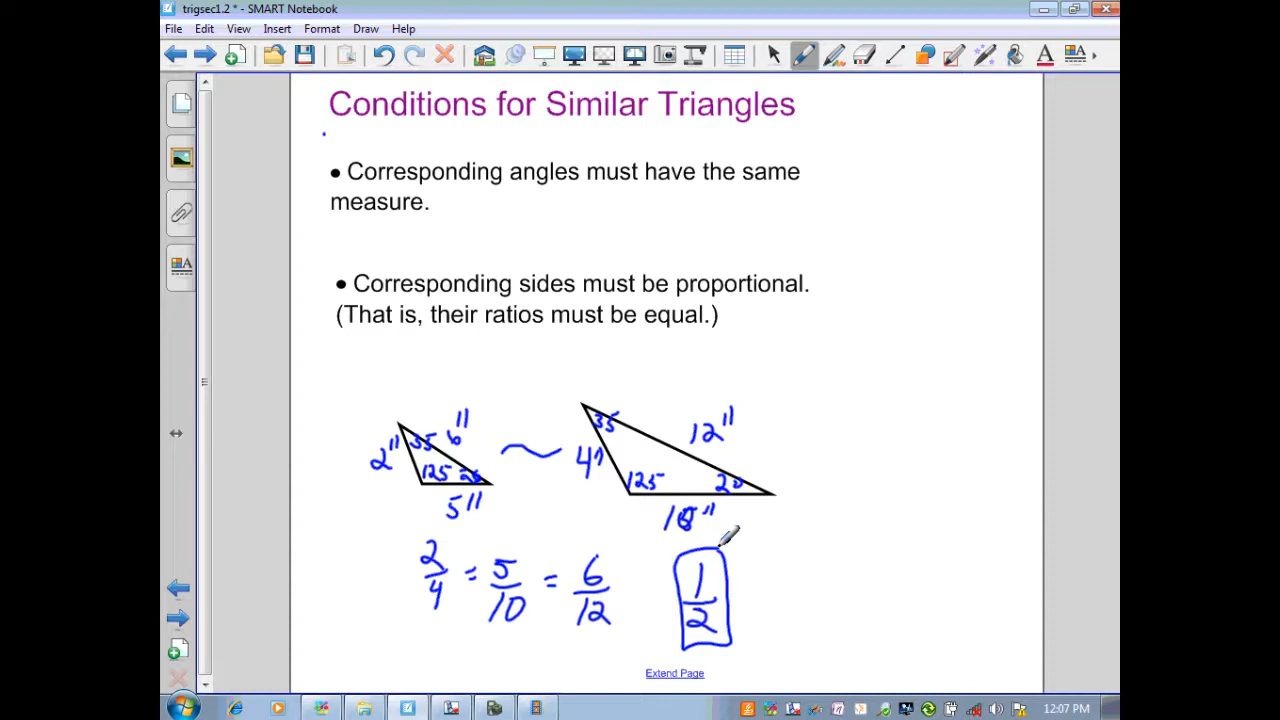 trigsec1.2 * - SMART Notebook
File Edit View Insert Format Draw Help
Conditions for Similar Triangles
• Corresponding angles must have the same
measure.
• Corresponding sides must be proportional.
(That is, their ratios must be equal.)
2" 35 6" 125 20 5"
~
35 12" 4" 125 20
2/4 = 5/10 = 6/12
1/2
Extend Page
12:07 PM